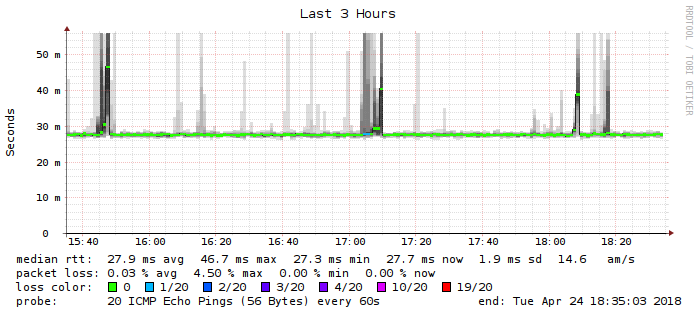 Last 3 Hours
RRDTOOL / TOBI OETIKER
Seconds
50 m
40 m
30 m
20 m
10 m
0
15:40 16:00 16:20 16:40 17:00 17:20 17:40 18:00 18:20
median rtt: 27.9 ms avg 46.7 ms max 27.3 ms min 27.7 ms now 1.9 ms sd 14.6 am/s
packet loss: 0.03 % avg 4.50 % max 0.00 % min 0.00 % now
loss color: 0 1/20 2/20 3/20 4/20 10/20 19/20
probe: 20 ICMP Echo Pings (56 Bytes) every 60s end: Tue Apr 24 18:35:03 2018